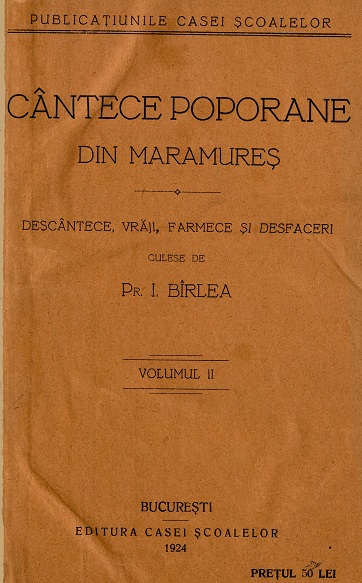 PUBLICAȚIUNILE CASEI ȘCOALELOR
CÂNTECE POPORANE
DIN MARAMUREȘ
DESCÂNTECE, VRĂJI, FARMECE ȘI DESFACERI
CULESE DE
PR. I. BÎRLEA
VOLUMUL II
BUCUREȘTI
EDITURA CASEI ȘCOALELOR
1924
PREȚUL 50 LEI